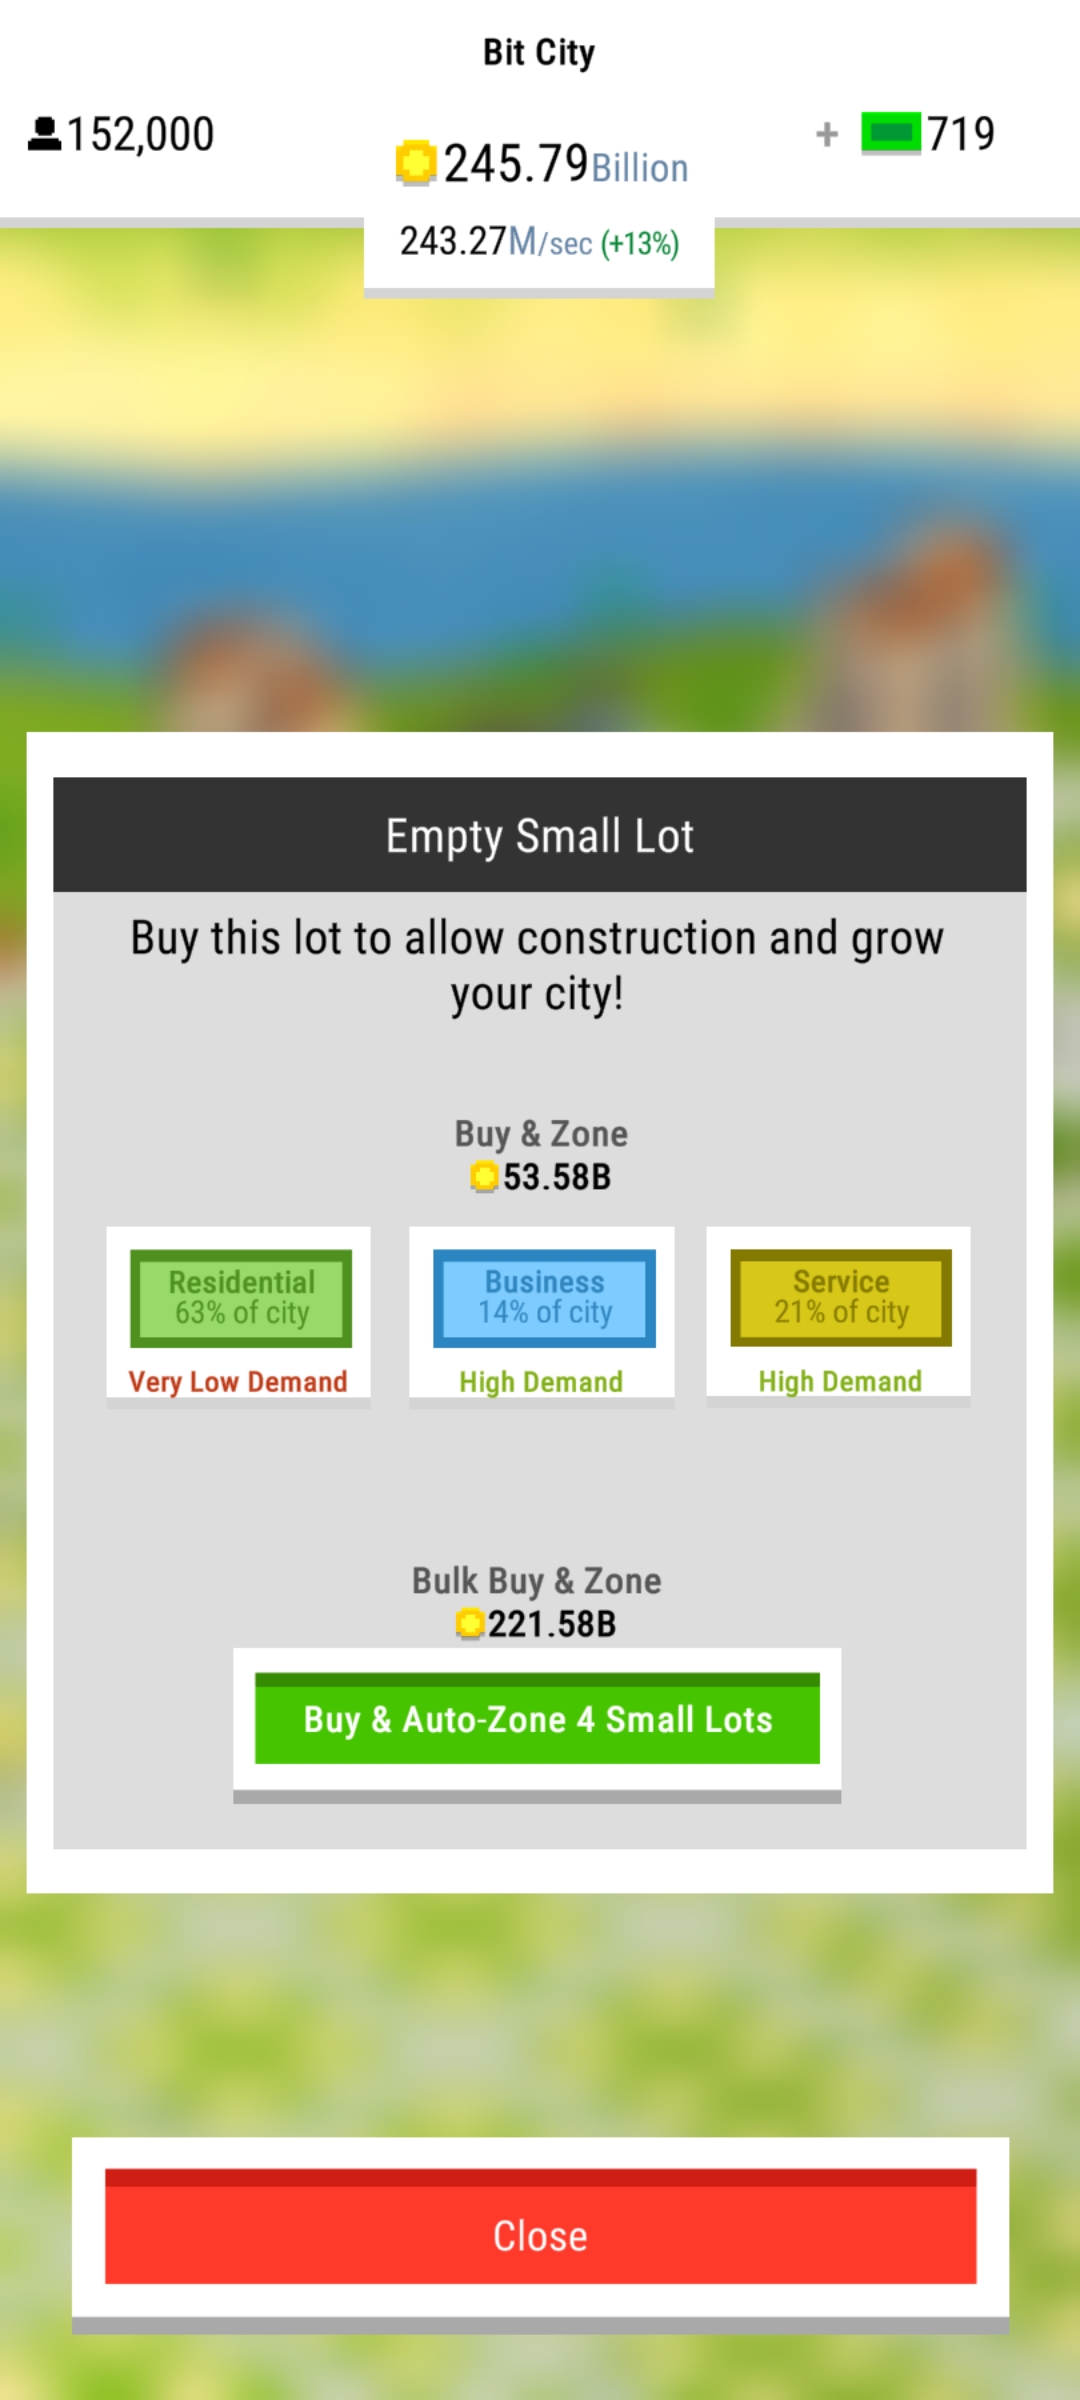 Bit City
152,000
245.79Billion
+ 719
243.27M/sec (+13%)
Empty Small Lot
Buy this lot to allow construction and grow
your city!
Buy & Zone
53.58B
Residential
63% of city
Very Low Demand
Business
14% of city
High Demand
Service
21% of city
High Demand
Bulk Buy & Zone
221.58B
Buy & Auto-Zone 4 Small Lots
Close